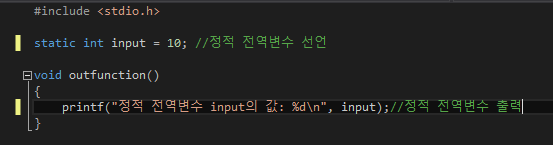 #include <stdio.h>
static int input = 10; //정적 전역변수 선언
void outfunction()
{
printf("정적 전역변수 input의 값: %d\n", input);//정적 전역변수 출력
}